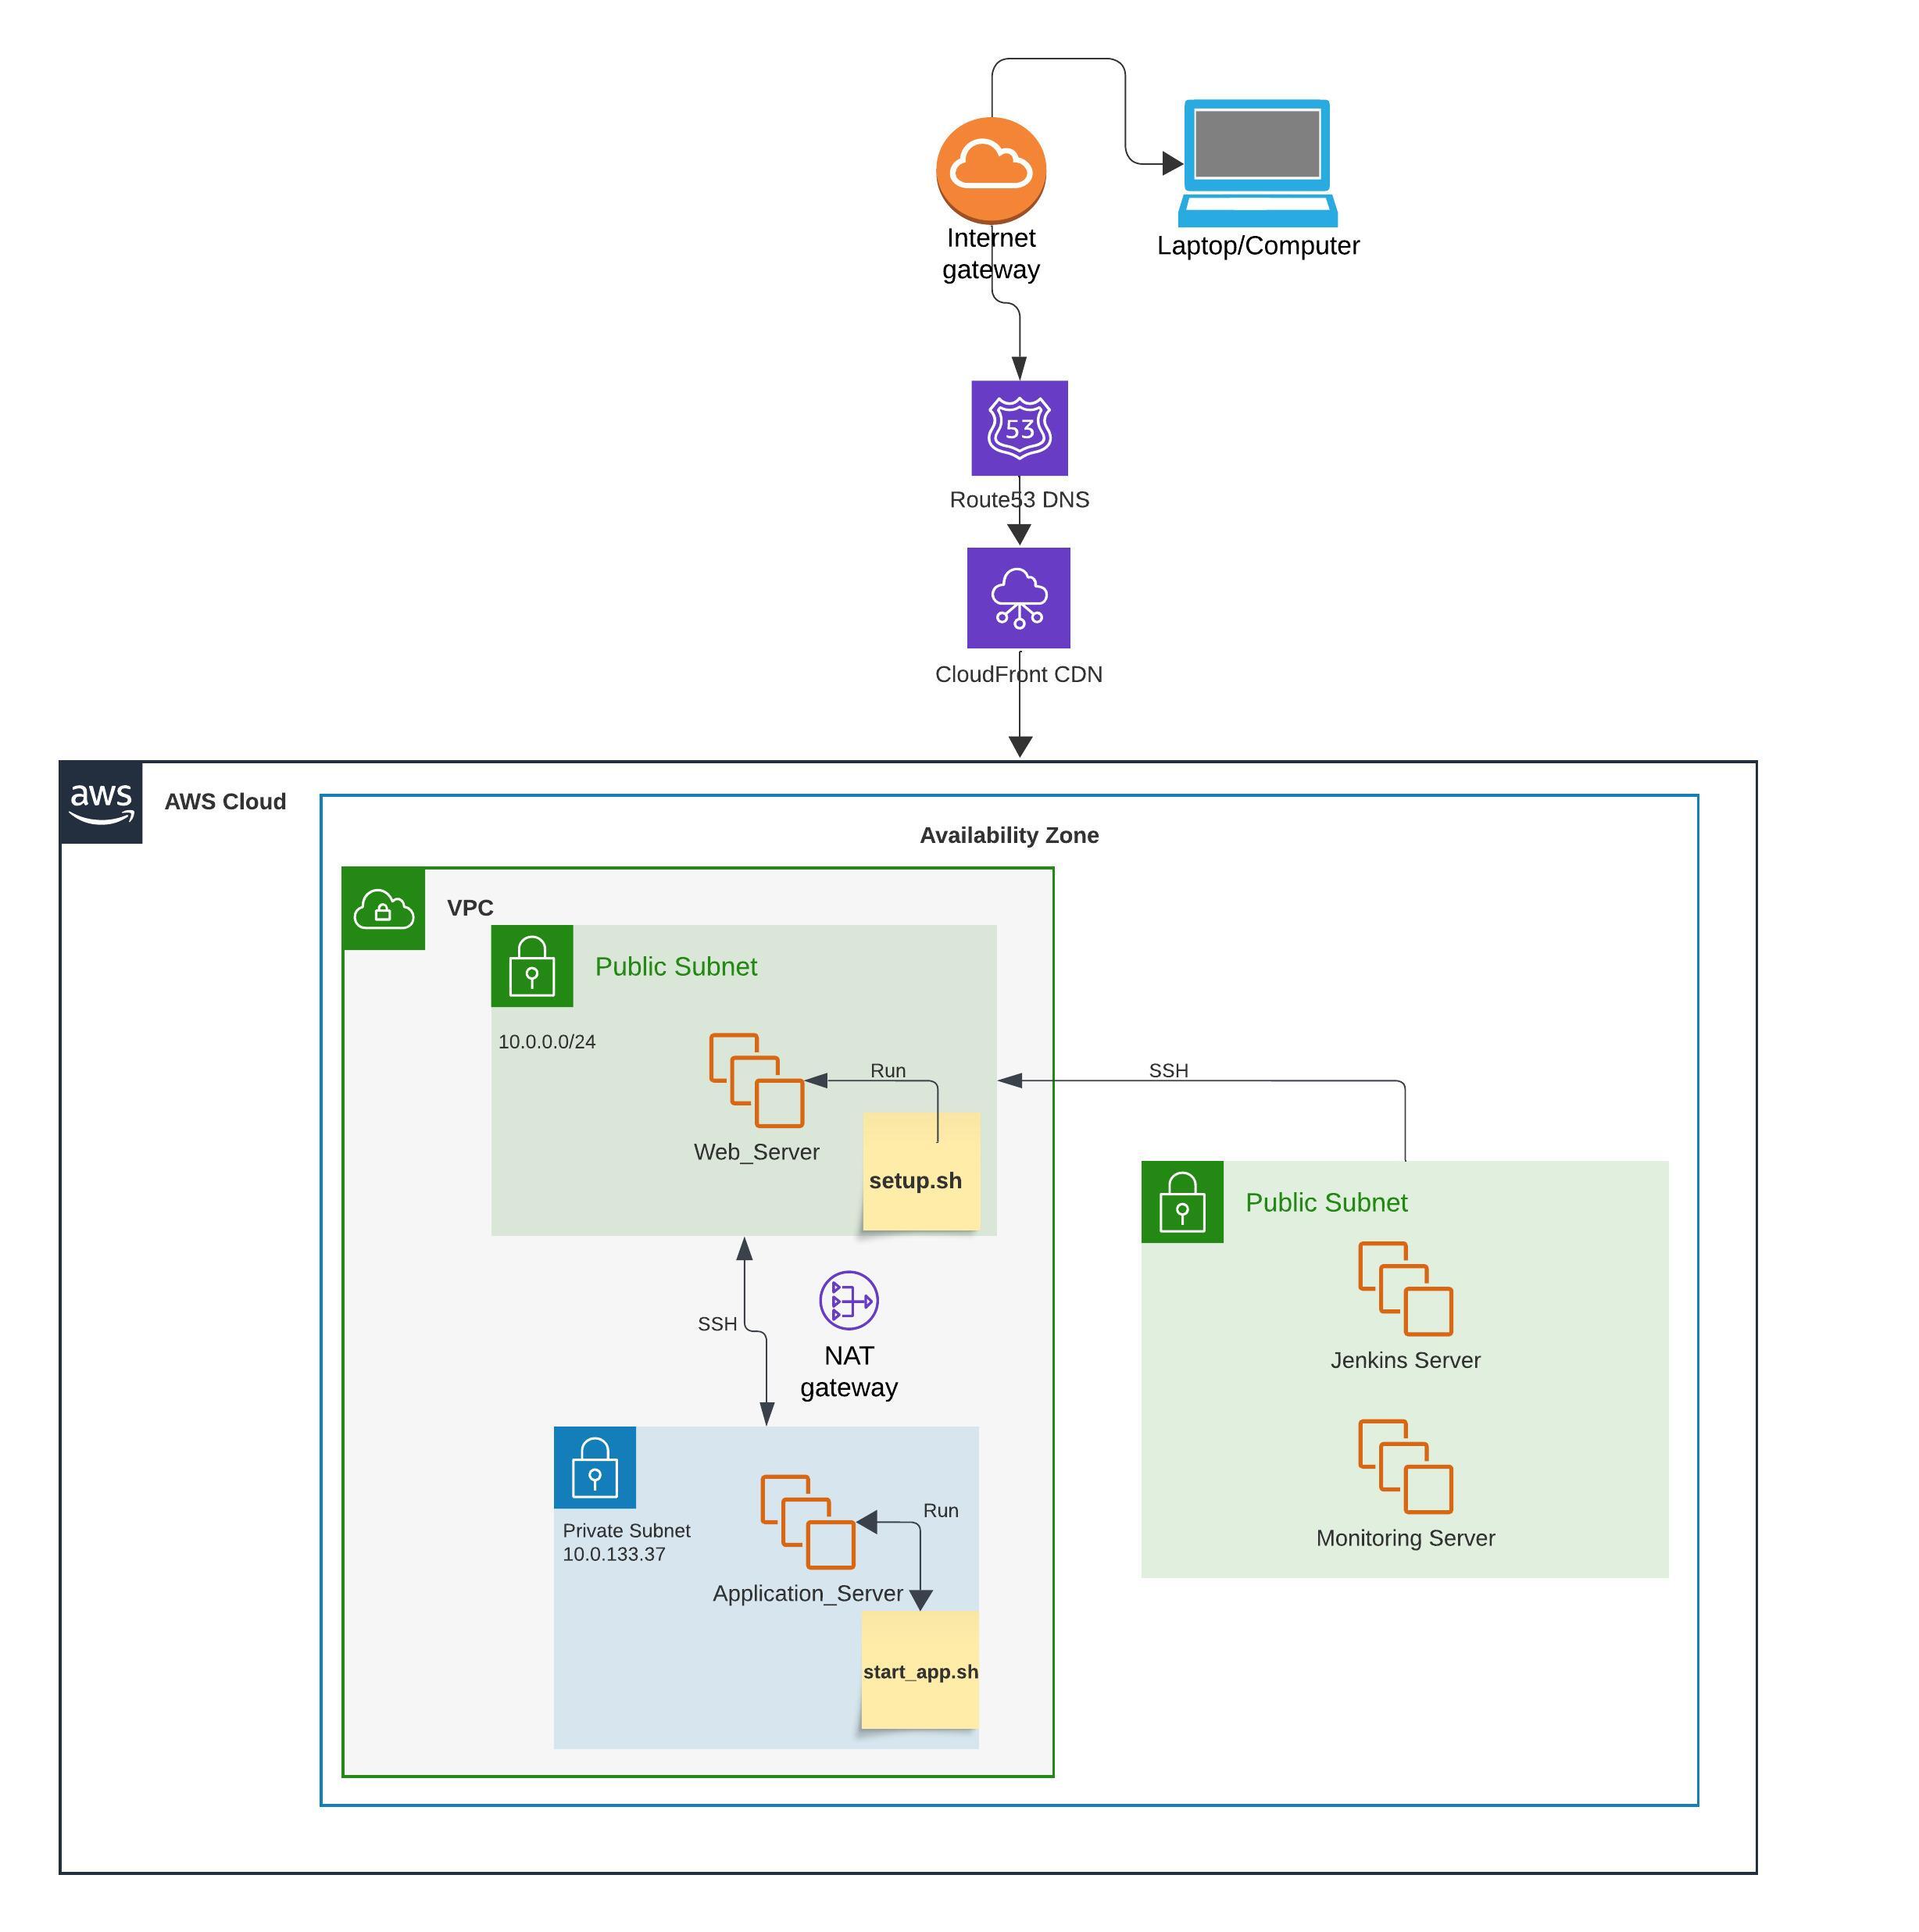 Internet
gateway
Laptop/Computer
53
Route53 DNS
CloudFront CDN
aws
AWS Cloud
Availability Zone
VPC
Public Subnet
10.0.0.0/24
Run
SSH
Web_Server
setup.sh
Public Subnet
Jenkins Server
SSH
NAT
gateway
Monitoring Server
Private Subnet
10.0.133.37
Run
Application_Server
start_app.sh